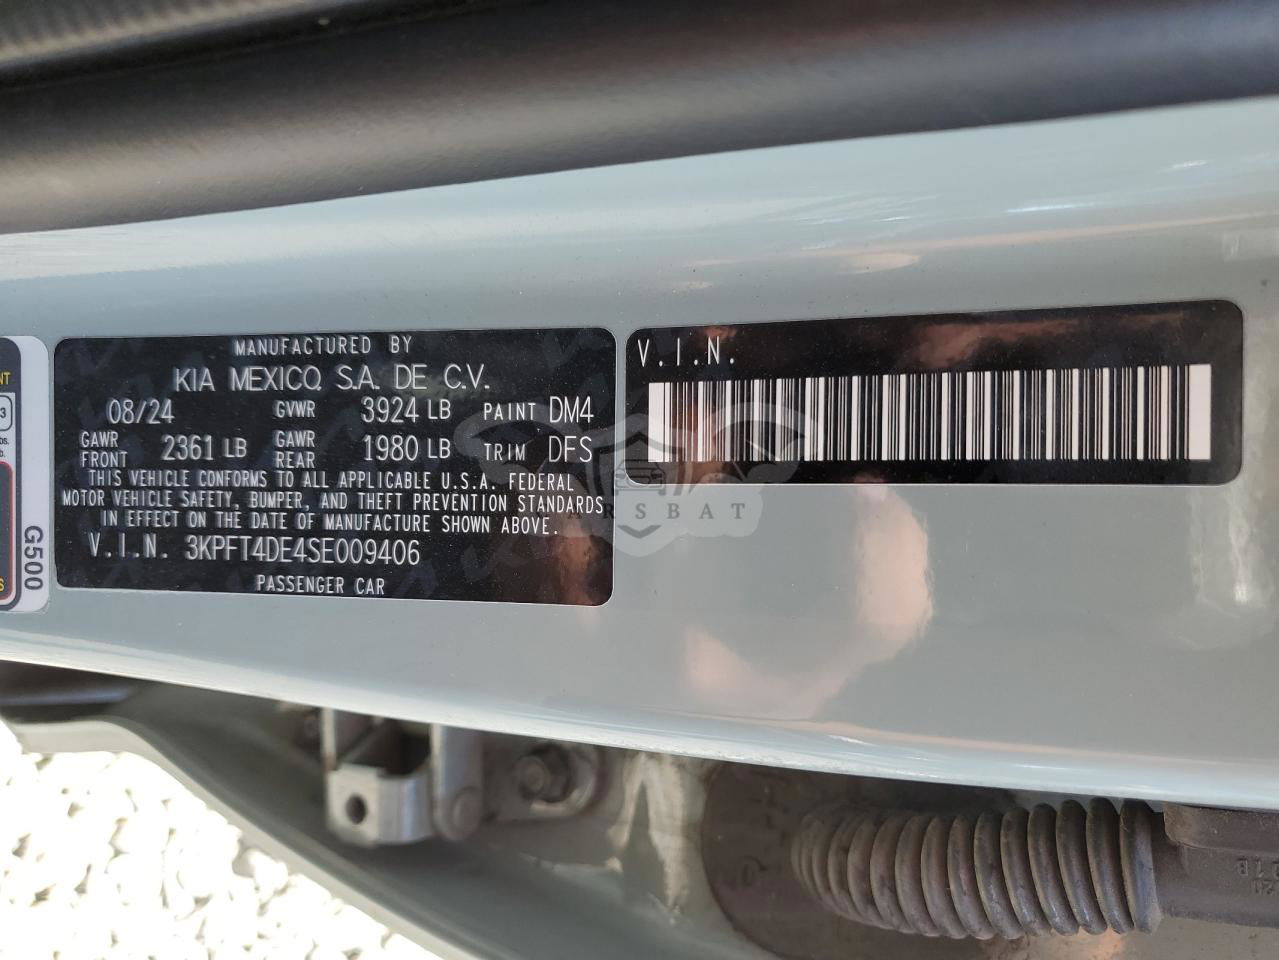 MANUFACTURED BY
KIA MEXICO, S.A. DE C.V.
08/24 GVWR 3924 LB PAINT DM4
GAWR FRONT 2361 LB GAWR REAR 1980 LB TRIM DFS
THIS VEHICLE CONFORMS TO ALL APPLICABLE U.S.A. FEDERAL
MOTOR VEHICLE SAFETY, BUMPER, AND THEFT PREVENTION STANDARDS
IN EFFECT ON THE DATE OF MANUFACTURE SHOWN ABOVE.
V.I.N. 3KPFT4DE4SE009406
PASSENGER CAR
V.I.N.
G500
CARSBAT